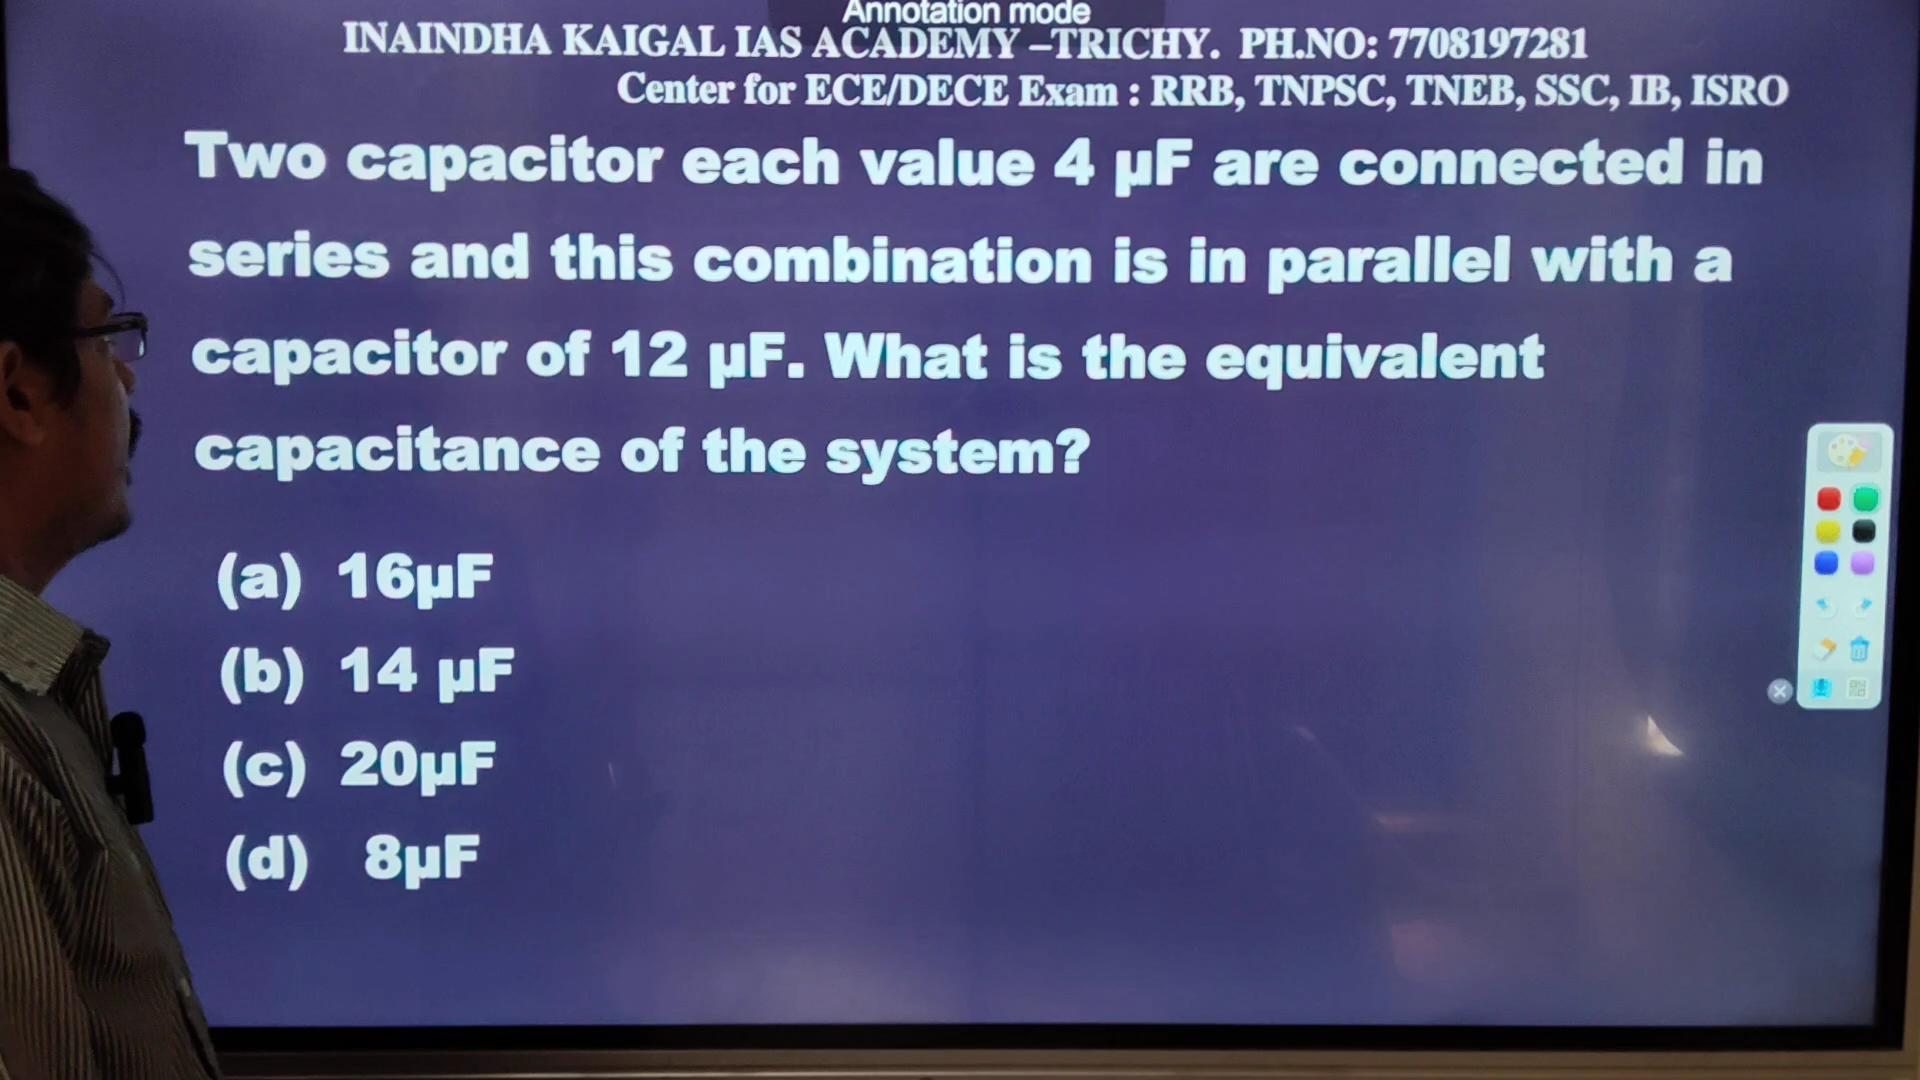 Annotation mode
INAINDHA KAIGAL IAS ACADEMY –TRICHY. PH.NO: 7708197281
Center for ECE/DECE Exam : RRB, TNPSC, TNEB, SSC, IB, ISRO
Two capacitor each value 4 µF are connected in
series and this combination is in parallel with a
capacitor of 12 µF. What is the equivalent
capacitance of the system?
(a) 16µF
(b) 14 µF
(c) 20µF
(d) 8µF